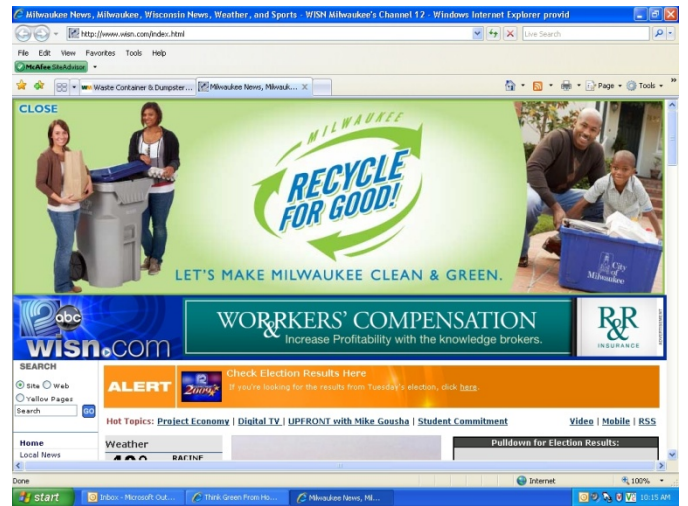 Milwaukee News, Milwaukee, Wisconsin News, Weather, and Sports - WISN Milwaukee's Channel 12 - Windows Internet Explorer provid
http://www.wisn.com/index.html
Live Search
File Edit View Favorites Tools Help
McAfee SiteAdvisor
Waste Container & Dumpster ...
Milwaukee News, Milwauk...
Page
Tools
CLOSE
MILWAUKEE
RECYCLE
FOR GOOD!
LET'S MAKE MILWAUKEE CLEAN & GREEN.
City
of
Milwaukee
12 abc
wisn.com
WORRKERS' COMPENSATION
Increase Profitability with the knowledge brokers.
R&R
INSURANCE
ADVERTISEMENT
SEARCH
Site Web
Yellow Pages
Search GO
ALERT
2009
Check Election Results Here
If you're looking for the results from Tuesday's election, click here.
Hot Topics: Project Economy | Digital TV | UPFRONT with Mike Gousha | Student Commitment
Video | Mobile | RSS
Home
Local News
Weather
RACINE
Pulldown for Election Results:
Done
Internet
100%
start
Inbox - Microsoft Out...
Think Green From Ho...
Milwaukee News, Mil...
10:15 AM